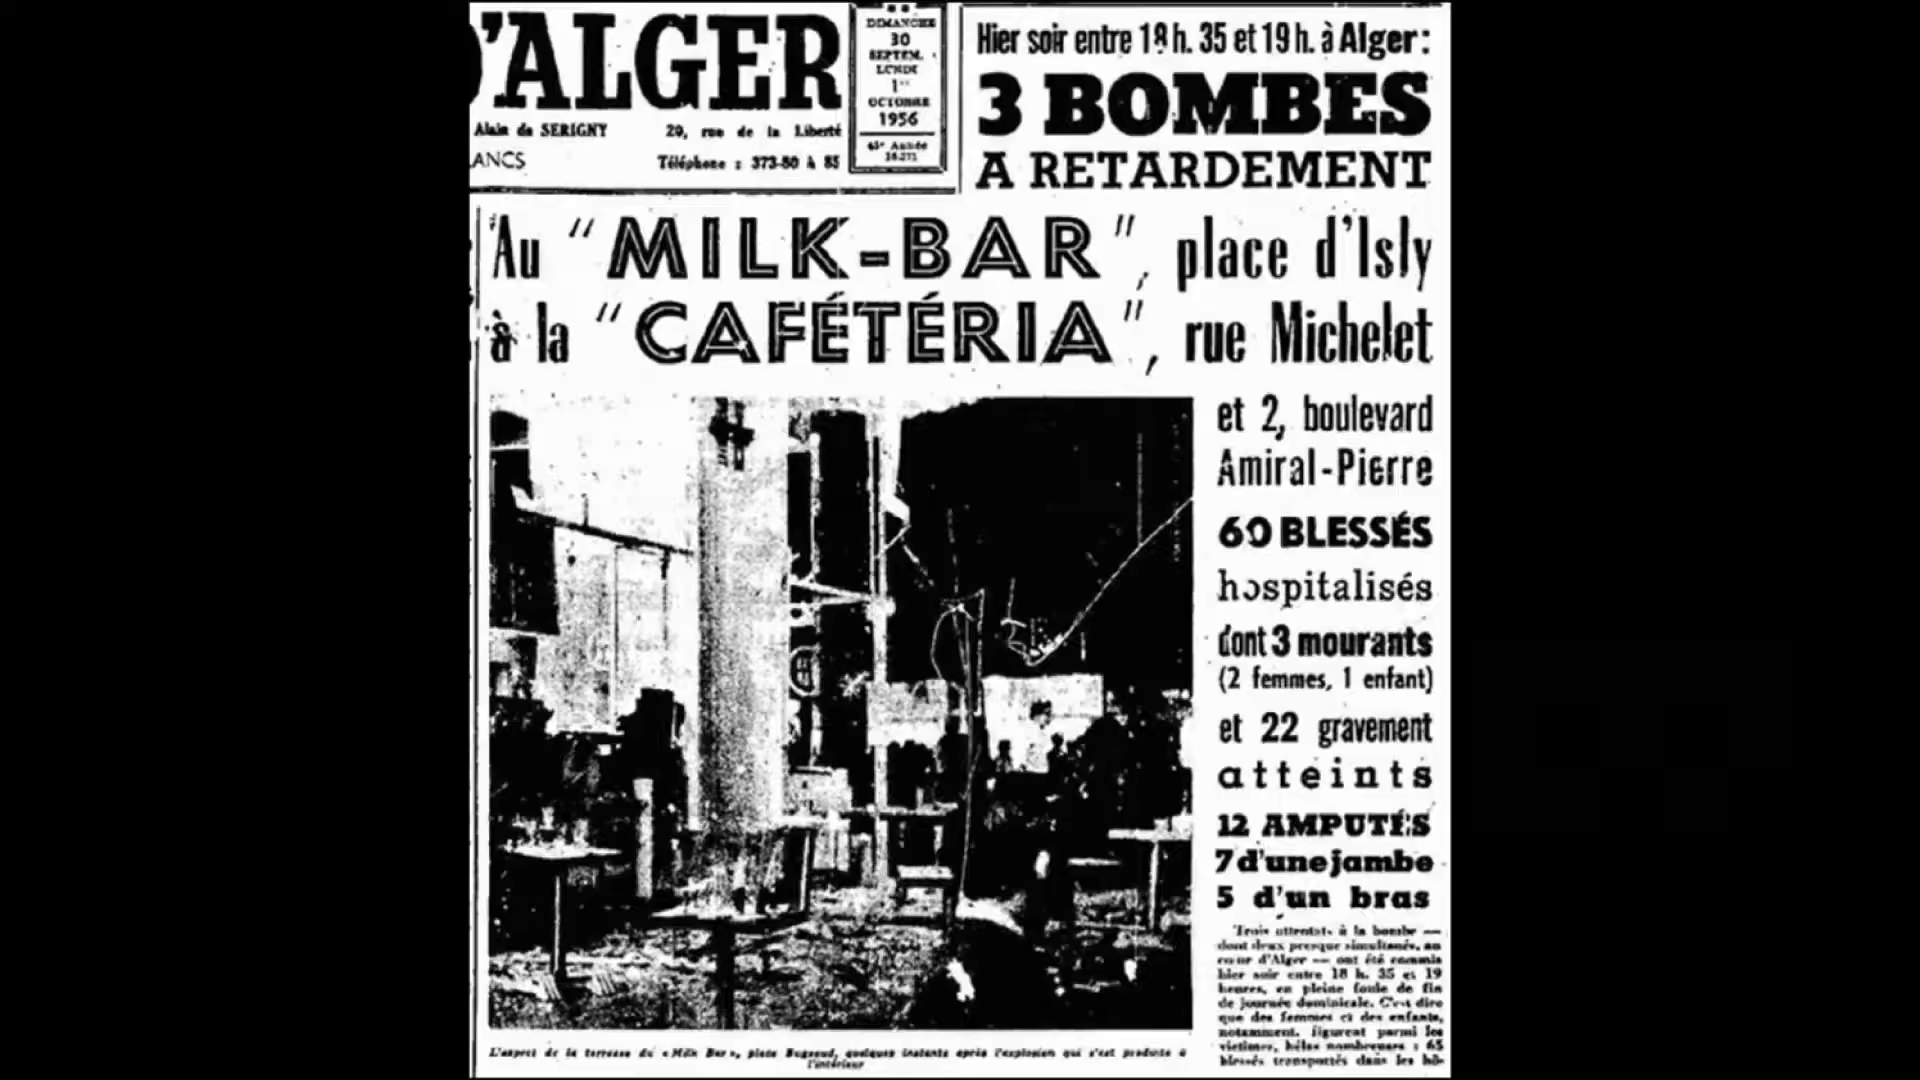 D'ALGER
Alain de SERIGNY
20, rue de la Liberté
ANCS
Téléphone : 373-80 à 85
DIMANCHE
30
SEPTEM.
LUNDI
1er
OCTOBRE
1956
45e Année
Hier soir entre 18 h. 35 et 19 h. à Alger :
3 BOMBES
A RETARDEMENT
Au "MILK-BAR", place d'Isly
à la "CAFÉTÉRIA", rue Michelet
et 2, boulevard
Amiral-Pierre
60 BLESSÉS
hospitalisés
dont 3 mourants
(2 femmes, 1 enfant)
et 22 gravement
atteints
12 AMPUTÉS
7 d'une jambe
5 d'un bras
Trois attentats à la bombe —
dont deux presque simultanés, au
cœur d'Alger — ont été commis
hier soir entre 18 h. 35 et 19
heures, en pleine foule de fin
de journée dominicale. C'est dire
que des femmes et des enfants,
notamment, figurent parmi les
victimes, hélas nombreuses : 65
blessés transportés dans les hô-
L'aspect de la terrasse du « Milk Bar », place Bugeaud, quelques instants après l'explosion qui s'est produite à
l'intérieur